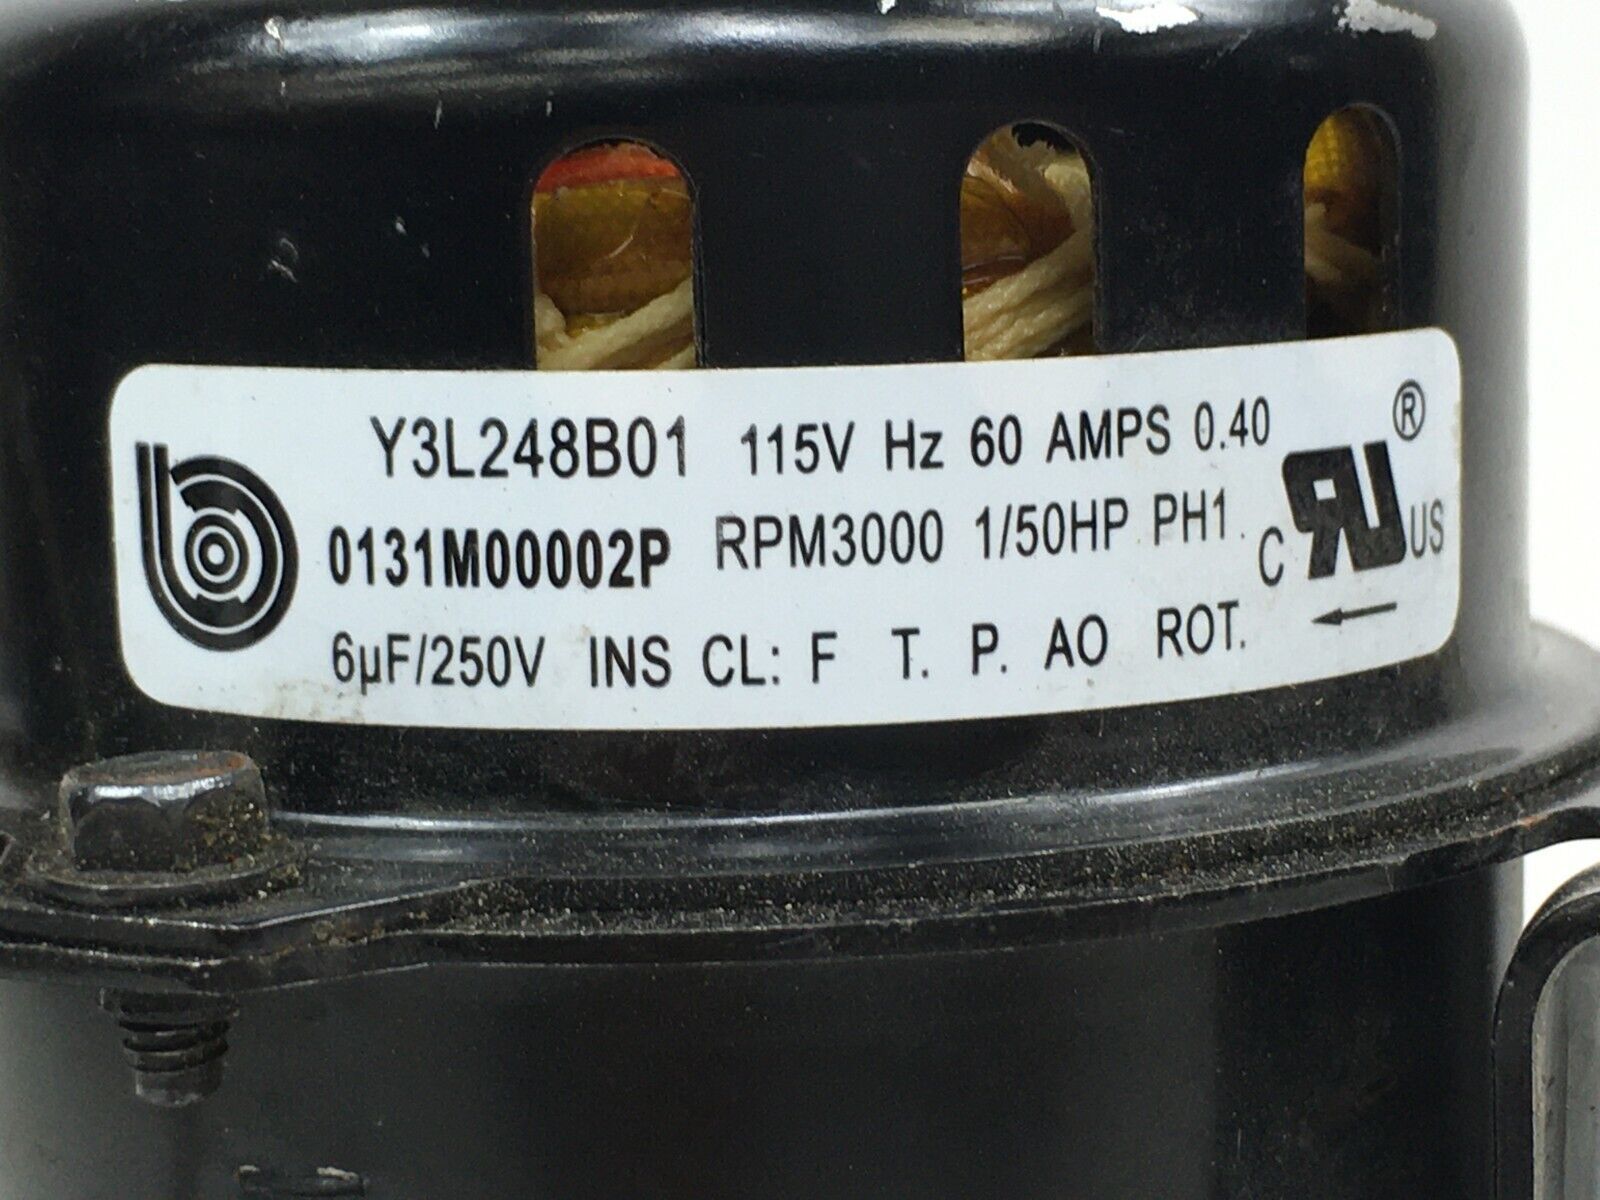 Y3L248B01 115V Hz 60 AMPS 0.40
0131M00002P RPM3000 1/50HP PH1.
6µF/250V INS CL: F T. P. AO ROT.
®
C RU US